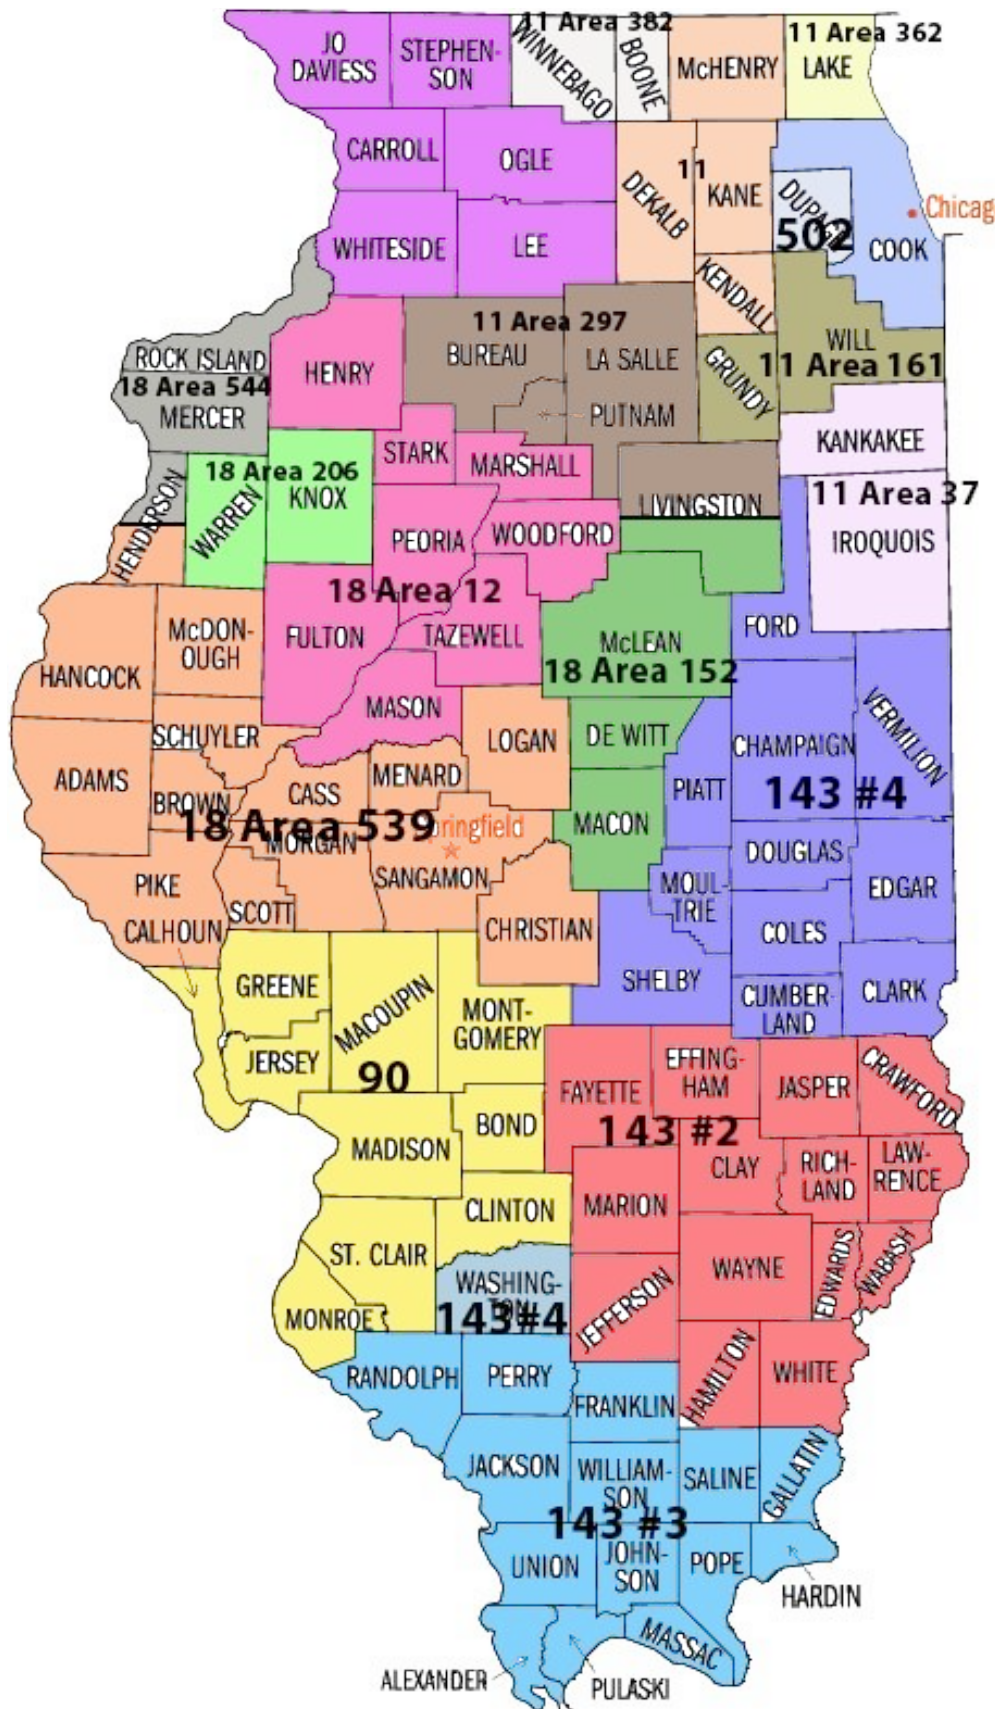 11 Area 382
11 Area 362
JO
DAVIESS
STEPHEN-
SON
WINNEBAGO
BOONE
McHENRY
LAKE
CARROLL
OGLE
DEKALB
11
KANE
DUPAGE
502
COOK
Chicag
WHITESIDE
LEE
KENDALL
ROCK ISLAND
HENRY
11 Area 297
BUREAU
LA SALLE
GRUNDY
WILL
11 Area 161
18 Area 544
MERCER
PUTNAM
KANKAKEE
STARK
MARSHALL
HENDERSON
18 Area 206
WARREN
KNOX
LIVINGSTON
11 Area 37
IROQUOIS
PEORIA
WOODFORD
18 Area 12
FULTON
TAZEWELL
McLEAN
18 Area 152
FORD
HANCOCK
McDON-
OUGH
MASON
SCHUYLER
LOGAN
DE WITT
CHAMPAIGN
VERMILION
ADAMS
BROWN
CASS
MENARD
PIATT
143 #4
18 Area 539
MORGAN
pringfield
MACON
DOUGLAS
PIKE
SCOTT
SANGAMON
MOUL-
TRIE
EDGAR
CALHOUN
CHRISTIAN
COLES
GREENE
MACOUPIN
MONT-
GOMERY
SHELBY
CUMBER-
LAND
CLARK
JERSEY
90
FAYETTE
EFFING-
HAM
JASPER
CRAWFORD
143 #2
MADISON
BOND
CLAY
RICH-
LAND
LAW-
RENCE
CLINTON
MARION
ST. CLAIR
WAYNE
EDWARDS
WABASH
WASHING-
TON
143#4
MONROE
JEFFERSON
RANDOLPH
PERRY
FRANKLIN
HAMILTON
WHITE
JACKSON
WILLIAM-
SON
SALINE
GALLATIN
143 #3
UNION
JOHN-
SON
POPE
HARDIN
MASSAC
ALEXANDER
PULASKI